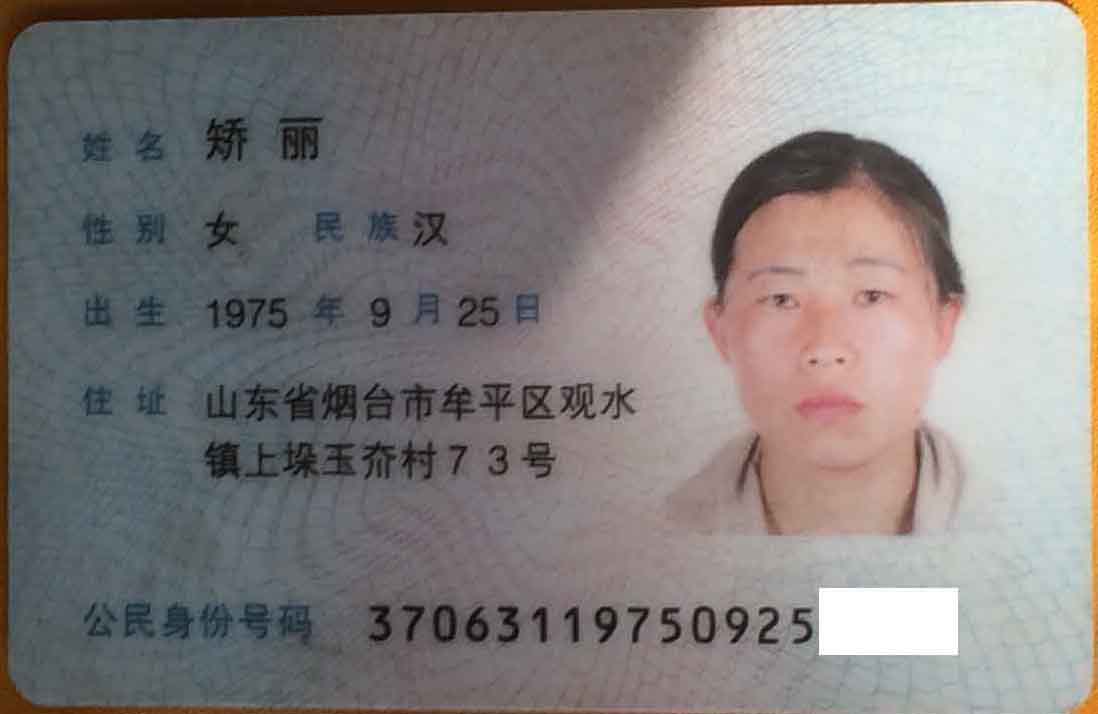 姓名 矫丽
性别 女 民族 汉
出生 1975 年 9 月 25 日
住址 山东省烟台市牟平区观水
镇上垛玉夼村73号
公民身份号码 37063119750925